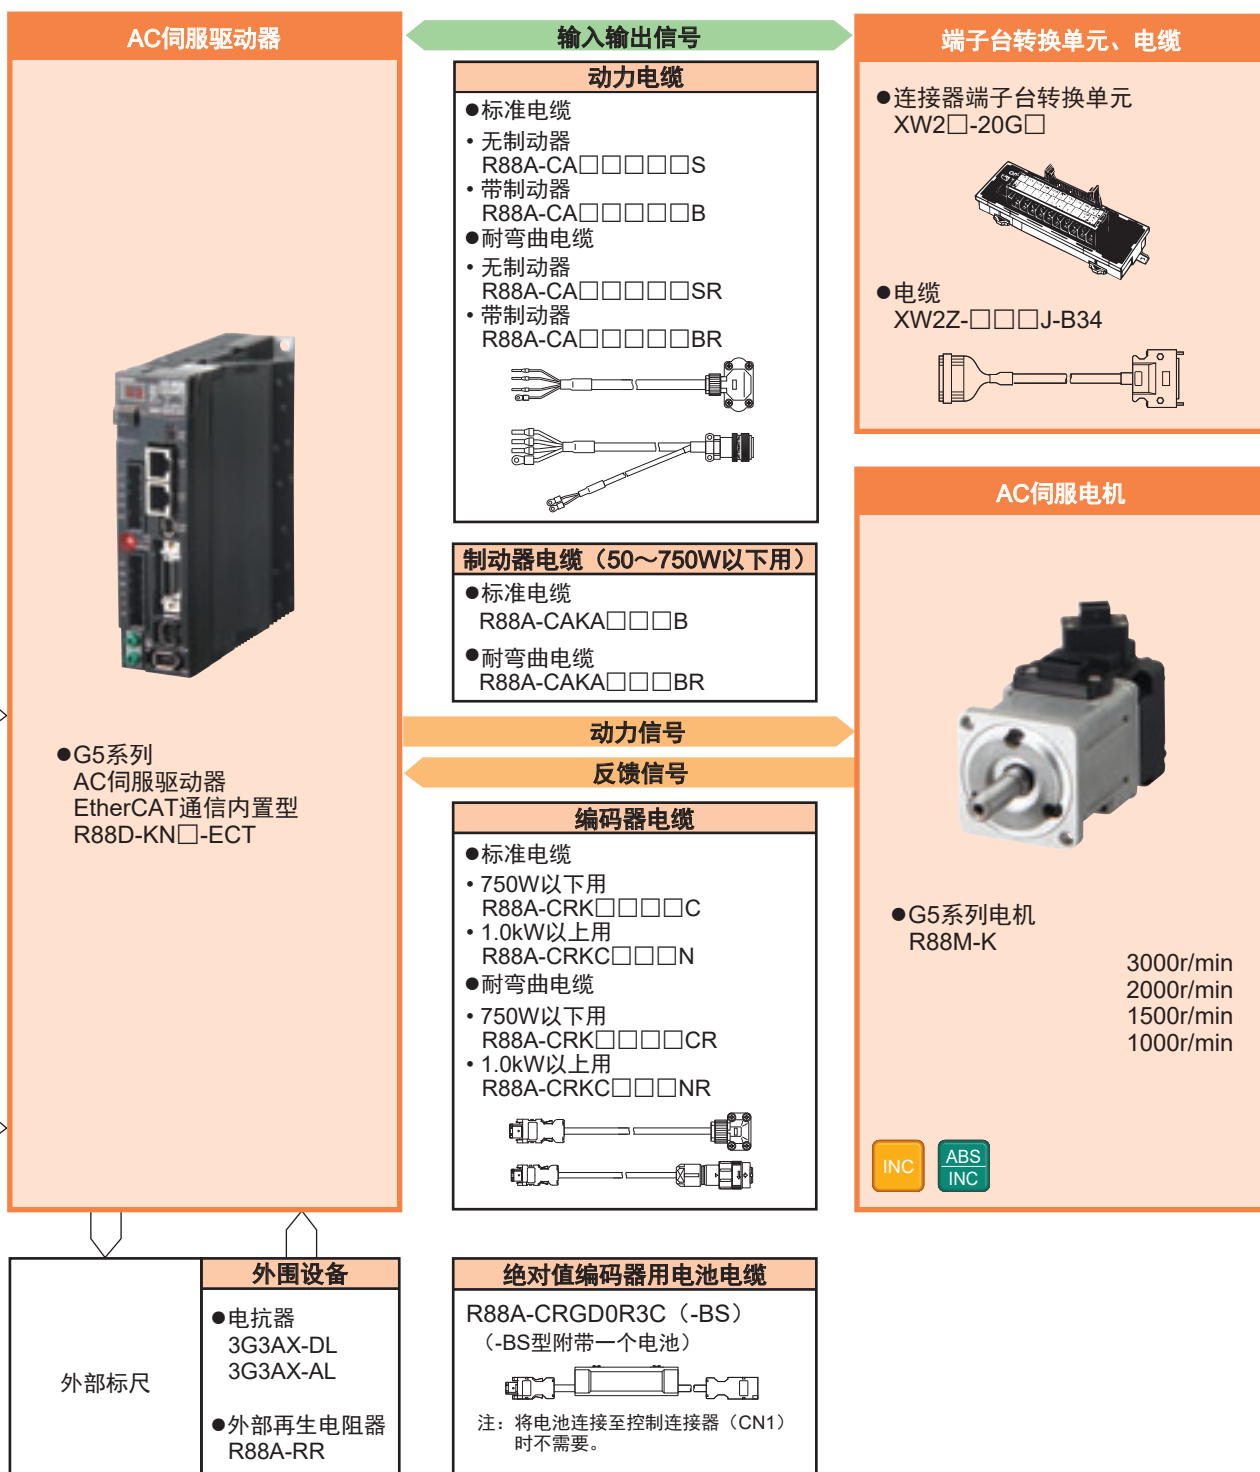 AC伺服驱动器
●G5系列
AC伺服驱动器
EtherCAT通信内置型
R88D-KN□-ECT
输入输出信号
动力电缆
●标准电缆
・无制动器
R88A-CA□□□□□S
・带制动器
R88A-CA□□□□□B
●耐弯曲电缆
・无制动器
R88A-CA□□□□□SR
・带制动器
R88A-CA□□□□□BR
制动器电缆（50～750W以下用）
●标准电缆
R88A-CAKA□□□B
●耐弯曲电缆
R88A-CAKA□□□BR
动力信号
反馈信号
编码器电缆
●标准电缆
・750W以下用
R88A-CRK□□□□C
・1.0kW以上用
R88A-CRKC□□□N
●耐弯曲电缆
・750W以下用
R88A-CRK□□□□CR
・1.0kW以上用
R88A-CRKC□□□NR
端子台转换单元、电缆
●连接器端子台转换单元
XW2□-20G□
●电缆
XW2Z-□□□J-B34
AC伺服电机
●G5系列电机
R88M-K
3000r/min
2000r/min
1500r/min
1000r/min
INC
ABS
INC
外部标尺
外围设备
●电抗器
3G3AX-DL
3G3AX-AL
●外部再生电阻器
R88A-RR
绝对值编码器用电池电缆
R88A-CRGD0R3C（-BS）
（-BS型附带一个电池）
注：将电池连接至控制连接器（CN1）
时不需要。